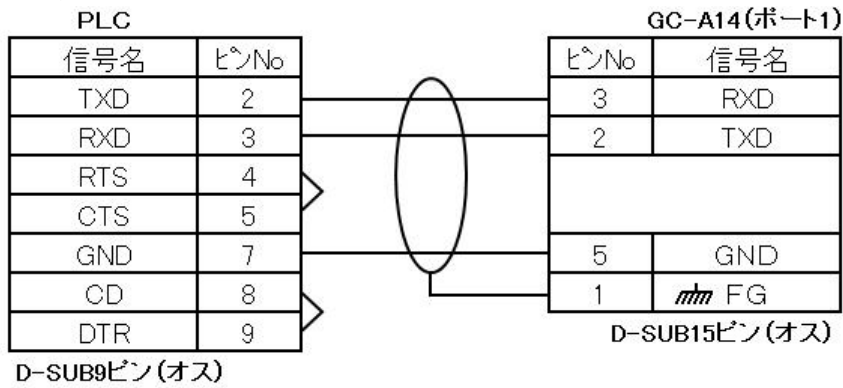 PLC
GC-A14(ポート1)
信号名 ピンNo
ピンNo 信号名
TXD 2
3 RXD
RXD 3
2 TXD
RTS 4
CTS 5
GND 7
5 GND
CD 8
1 FG
DTR 9
D-SUB9ピン(オス)
D-SUB15ピン(オス)